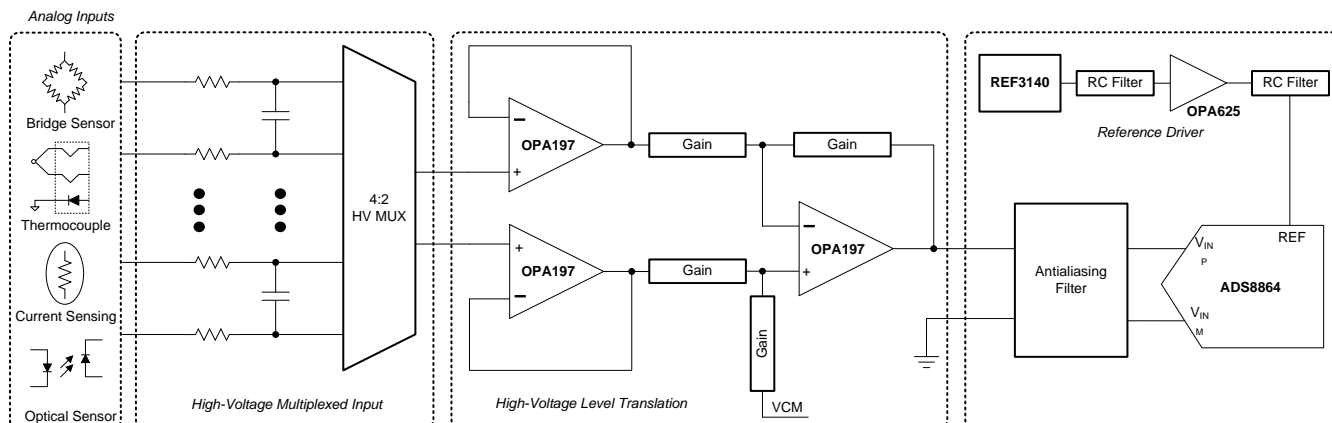 Analog Inputs
Bridge Sensor
Thermocouple
Current Sensing
Optical Sensor
4:2
HV MUX
High-Voltage Multiplexed Input
OPA197
OPA197
Gain
Gain
Gain
Gain
OPA197
VCM
High-Voltage Level Translation
REF3140
RC Filter
OPA625
RC Filter
Reference Driver
Antialiasing
Filter
REF
VIN
P
ADS8864
VIN
M